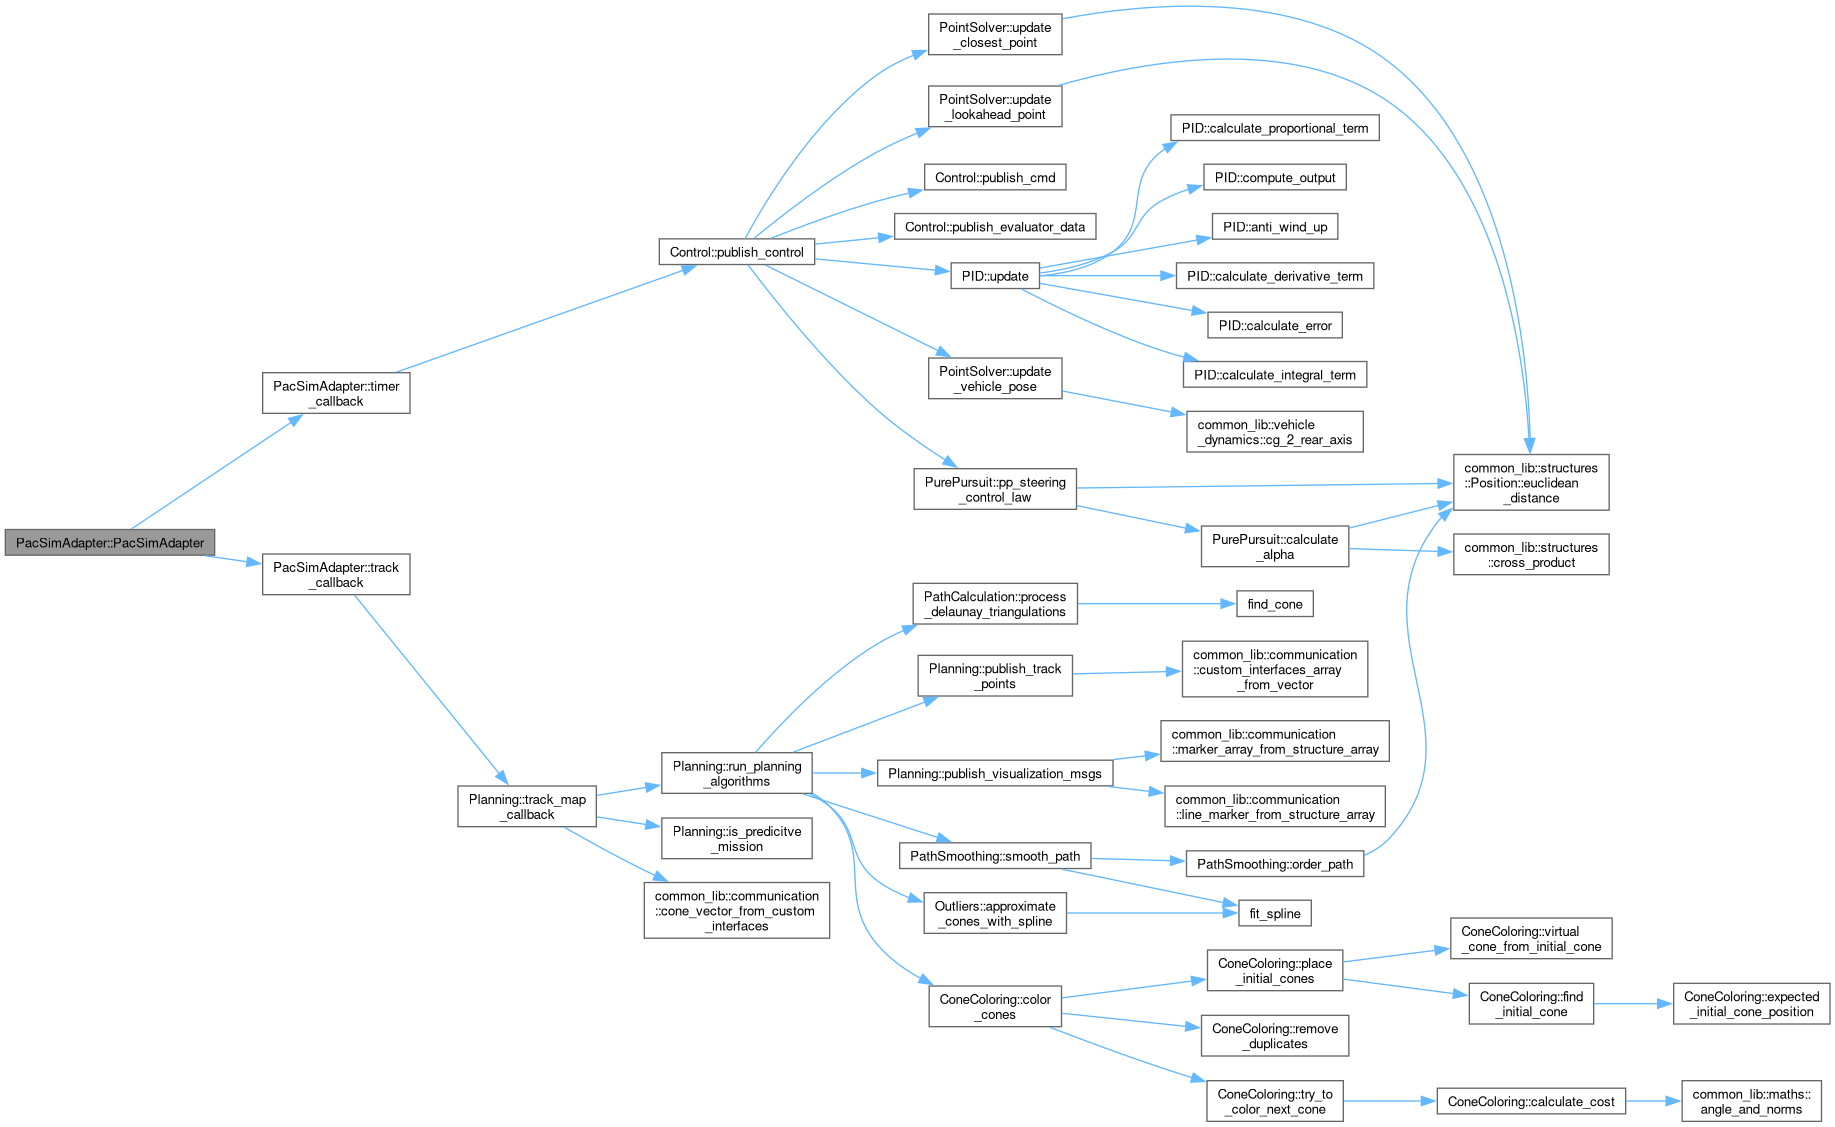 PacSimAdapter::PacSimAdapter
PacSimAdapter::timer
_callback
PacSimAdapter::track
_callback
Control::publish_control
PointSolver::update
_closest_point
PointSolver::update
_lookahead_point
Control::publish_cmd
Control::publish_evaluator_data
PID::update
PointSolver::update
_vehicle_pose
PurePursuit::pp_steering
_control_law
PID::calculate_proportional_term
PID::compute_output
PID::anti_wind_up
PID::calculate_derivative_term
PID::calculate_error
PID::calculate_integral_term
common_lib::vehicle
_dynamics::cg_2_rear_axis
common_lib::structures
::Position::euclidean
_distance
PurePursuit::calculate
_alpha
common_lib::structures
::cross_product
Planning::track_map
_callback
Planning::run_planning
_algorithms
Planning::is_predicitve
_mission
common_lib::communication
::cone_vector_from_custom
_interfaces
PathCalculation::process
_delaunay_triangulations
find_cone
Planning::publish_track
_points
common_lib::communication
::custom_interfaces_array
_from_vector
Planning::publish_visualization_msgs
common_lib::communication
::marker_array_from_structure_array
common_lib::communication
::line_marker_from_structure_array
PathSmoothing::smooth_path
PathSmoothing::order_path
Outliers::approximate
_cones_with_spline
fit_spline
ConeColoring::color
_cones
ConeColoring::place
_initial_cones
ConeColoring::virtual
_cone_from_initial_cone
ConeColoring::find
_initial_cone
ConeColoring::expected
_initial_cone_position
ConeColoring::remove
_duplicates
ConeColoring::try_to
_color_next_cone
ConeColoring::calculate_cost
common_lib::maths::
angle_and_norms